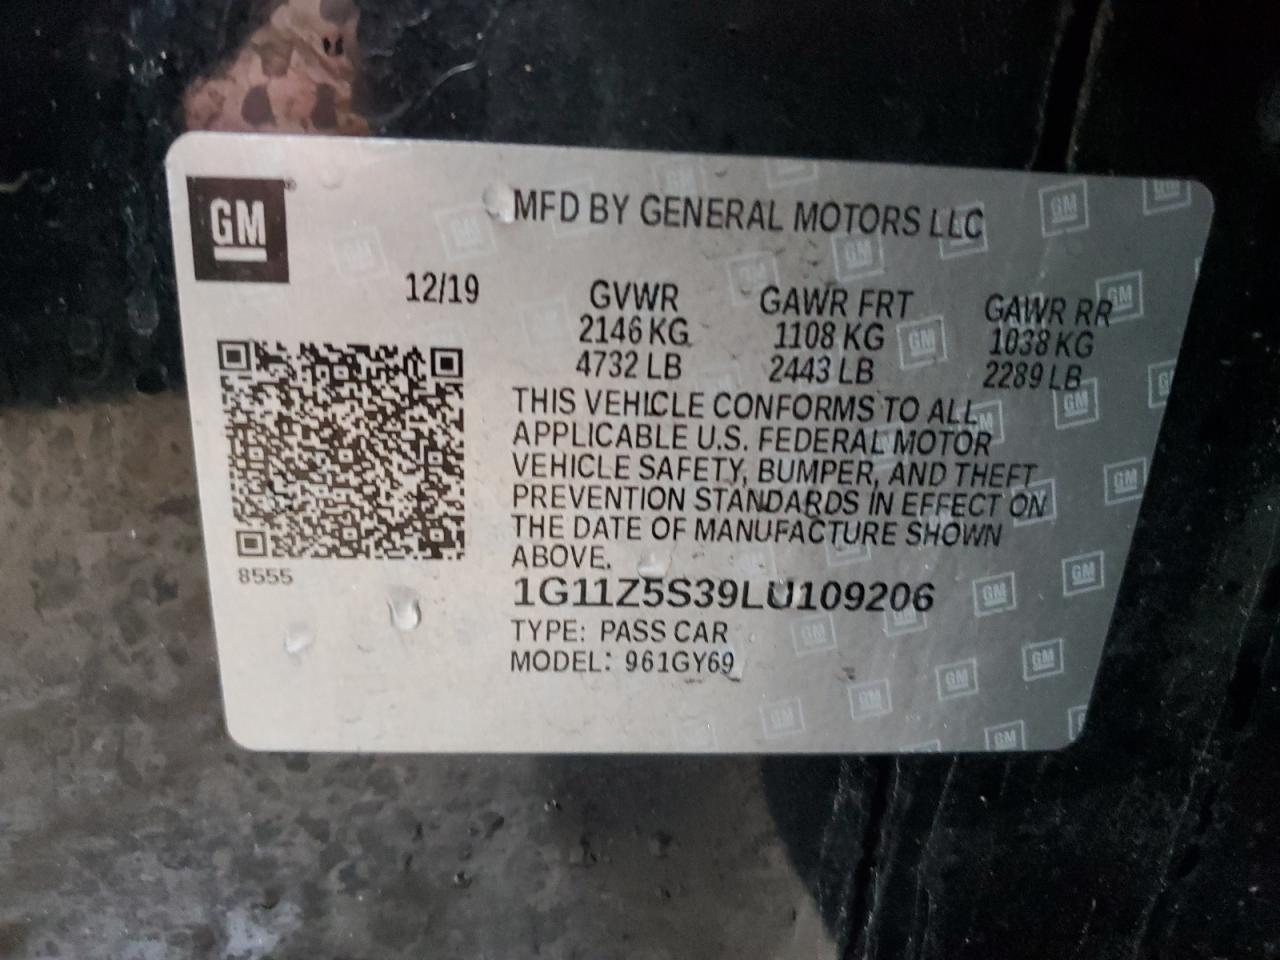 GM
MFD BY GENERAL MOTORS LLC
12/19
GVWR GAWR FRT GAWR RR
2146 KG 1108 KG 1038 KG
4732 LB 2443 LB 2289 LB
THIS VEHICLE CONFORMS TO ALL
APPLICABLE U.S. FEDERAL MOTOR
VEHICLE SAFETY, BUMPER, AND THEFT
PREVENTION STANDARDS IN EFFECT ON
THE DATE OF MANUFACTURE SHOWN
ABOVE.
8555
1G11Z5S39LU109206
TYPE: PASS CAR
MODEL: 961GY69